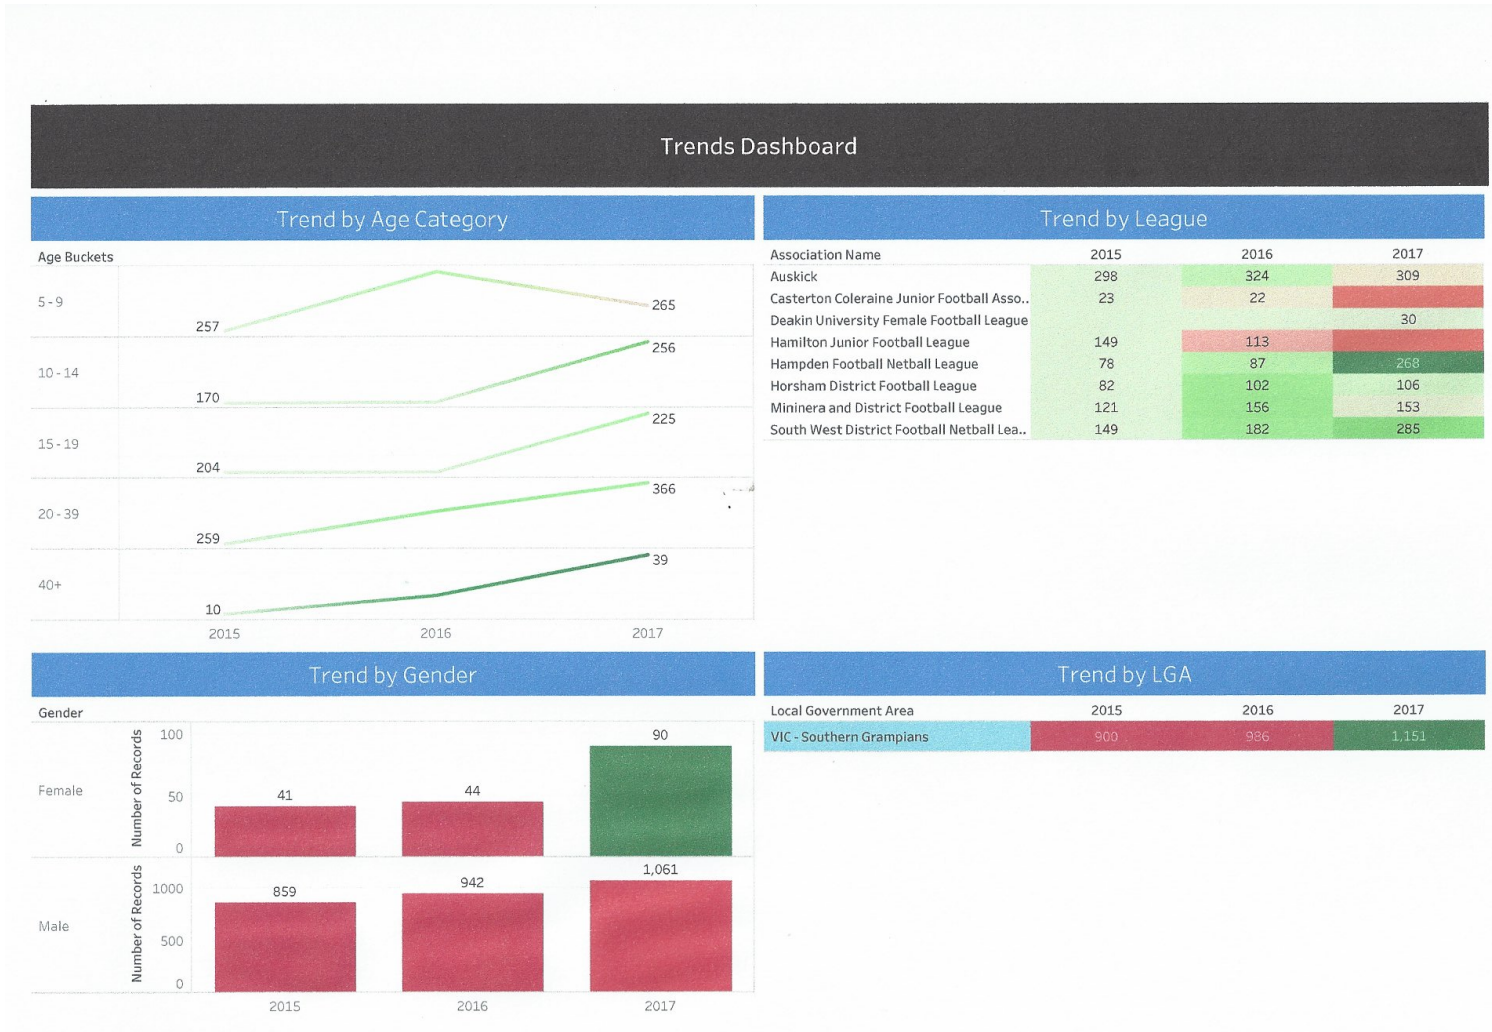 Trends Dashboard
Trend by Age Category
Age Buckets
5 - 9
257
265
10 - 14
170
256
15 - 19
204
225
20 - 39
259
366
40+
10
39
2015 2016 2017
Trend by League
Association Name 2015 2016 2017
Auskick 298 324 309
Casterton Coleraine Junior Football Asso.. 23 22
Deakin University Female Football League 30
Hamilton Junior Football League 149 113
Hampden Football Netball League 78 87 268
Horsham District Football League 82 102 106
Mininera and District Football League 121 156 153
South West District Football Netball Lea.. 149 182 285
Trend by Gender
Gender
Female
Number of Records
100
50
0
41 44 90
Male
Number of Records
1000
500
0
859 942 1,061
2015 2016 2017
Trend by LGA
Local Government Area 2015 2016 2017
VIC - Southern Grampians 900 986 1,151